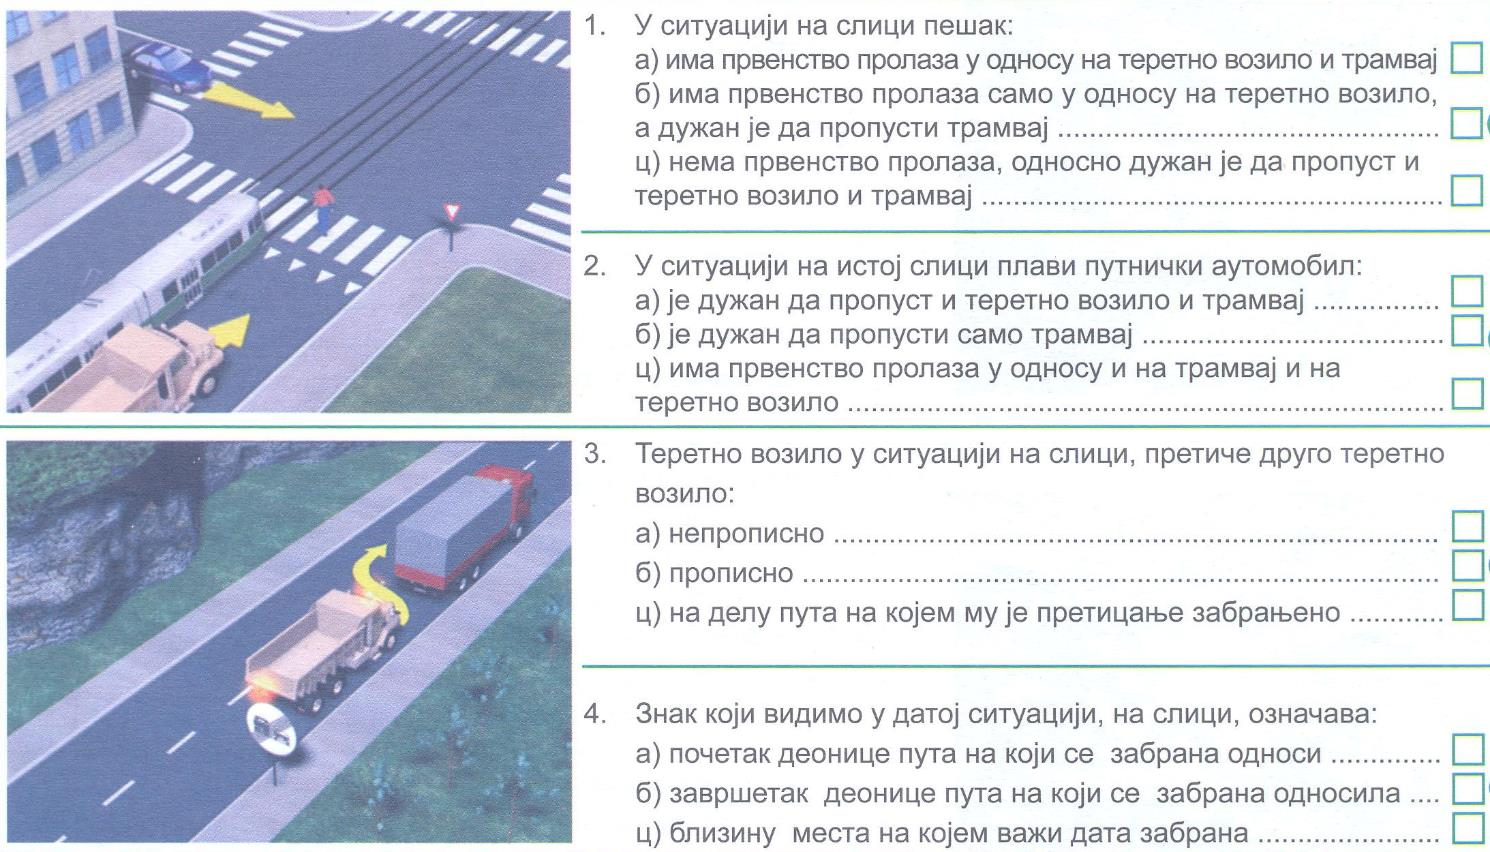 1. У ситуацији на слици пешак:
а) има првенство пролаза у односу на теретно возило и трамвај
б) има првенство пролаза само у односу на теретно возило,
а дужан је да пропусти трамвај ......................................
ц) нема првенство пролаза, односно дужан је да пропуст и
теретно возило и трамвај ..............................................
2. У ситуацији на истој слици плави путнички аутомобил:
а) је дужан да пропуст и теретно возило и трамвај .............
б) је дужан да пропусти само трамвај ..............................
ц) има првенство пролаза у односу и на трамвај и на
теретно возило ............................................................
3. Теретно возило у ситуацији на слици, претиче друго теретно
возило:
а) непрописно .............................................................
б) прописно ................................................................
ц) на делу пута на којем му је претицање забрањено ............
4. Знак који видимо у датој ситуацији, на слици, означава:
а) почетак деонице пута на који се забрана односи ..............
б) завршетак деонице пута на који се забрана односила ....
ц) близину места на којем важи дата забрана ...................